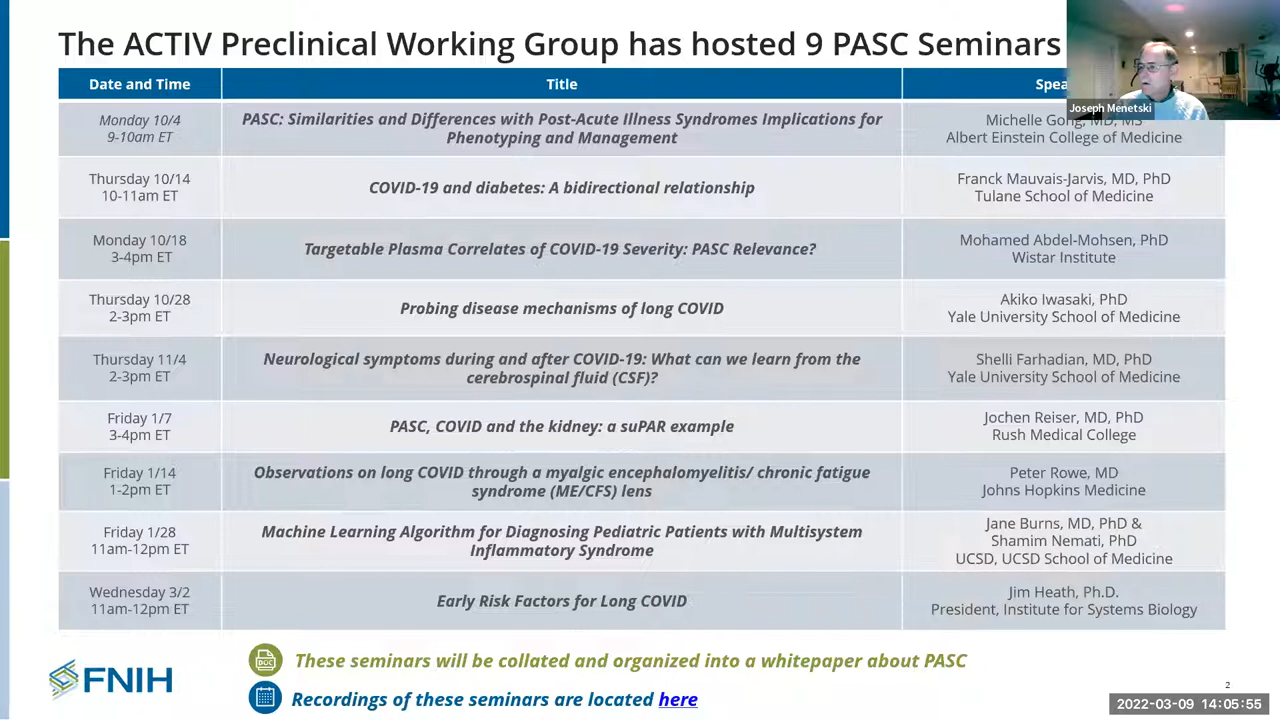 The ACTIV Preclinical Working Group has hosted 9 PASC Seminars
Joseph Menetski
Date and Time
Title
Monday 10/4
9-10am ET
PASC: Similarities and Differences with Post-Acute Illness Syndromes Implications for
Phenotyping and Management
Michelle Gong, MD, MS
Albert Einstein College of Medicine
Thursday 10/14
10-11am ET
COVID-19 and diabetes: A bidirectional relationship
Franck Mauvais-Jarvis, MD, PhD
Tulane School of Medicine
Monday 10/18
3-4pm ET
Targetable Plasma Correlates of COVID-19 Severity: PASC Relevance?
Mohamed Abdel-Mohsen, PhD
Wistar Institute
Thursday 10/28
2-3pm ET
Probing disease mechanisms of long COVID
Akiko Iwasaki, PhD
Yale University School of Medicine
Thursday 11/4
2-3pm ET
Neurological symptoms during and after COVID-19: What can we learn from the
cerebrospinal fluid (CSF)?
Shelli Farhadian, MD, PhD
Yale University School of Medicine
Friday 1/7
3-4pm ET
PASC, COVID and the kidney: a suPAR example
Jochen Reiser, MD, PhD
Rush Medical College
Friday 1/14
1-2pm ET
Observations on long COVID through a myalgic encephalomyelitis/ chronic fatigue
syndrome (ME/CFS) lens
Peter Rowe, MD
Johns Hopkins Medicine
Friday 1/28
11am-12pm ET
Machine Learning Algorithm for Diagnosing Pediatric Patients with Multisystem
Inflammatory Syndrome
Jane Burns, MD, PhD &
Shamim Nemati, PhD
UCSD, UCSD School of Medicine
Wednesday 3/2
11am-12pm ET
Early Risk Factors for Long COVID
Jim Heath, Ph.D.
President, Institute for Systems Biology
FNIH
DOC
These seminars will be collated and organized into a whitepaper about PASC
Recordings of these seminars are located here
2
2022-03-09 14:05:55